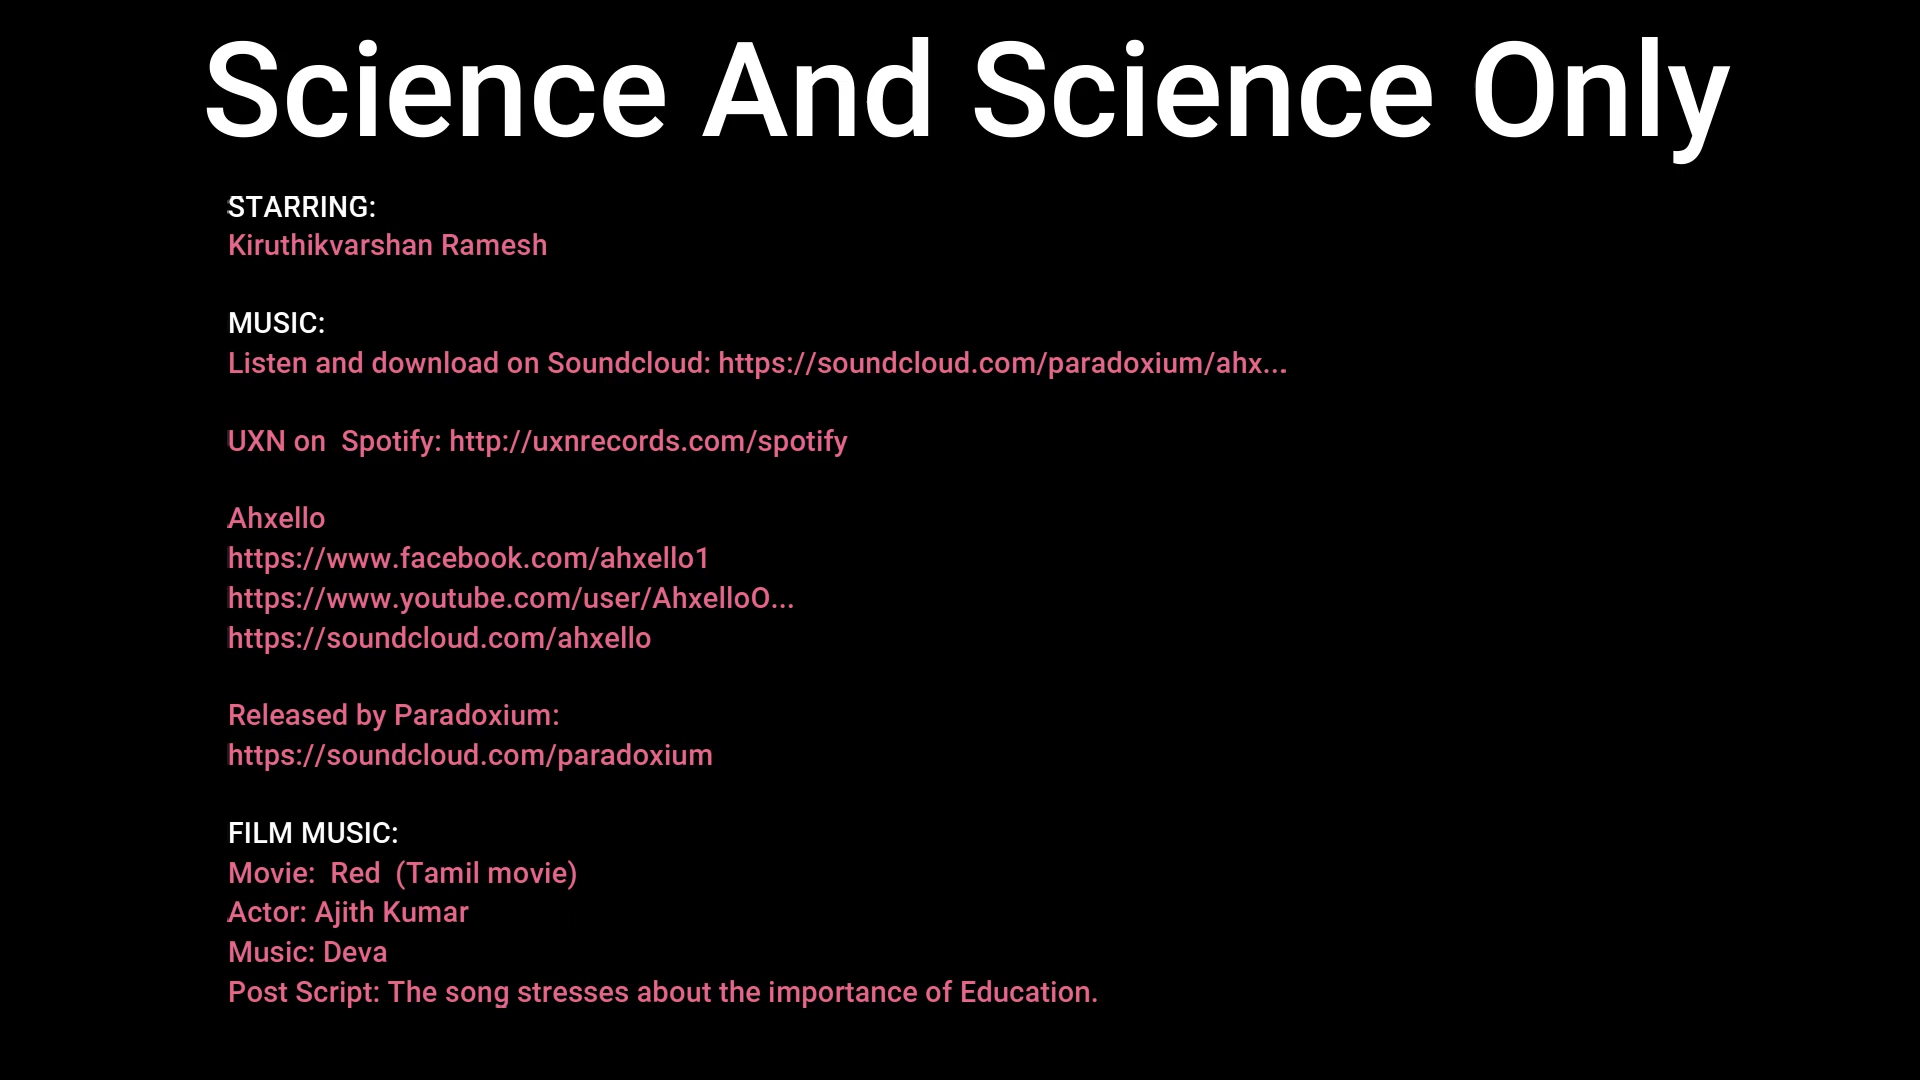 Science And Science Only
STARRING:
Kiruthikvarshan Ramesh
MUSIC:
Listen and download on Soundcloud: https://soundcloud.com/paradoxium/ahx...
UXN on  Spotify: http://uxnrecords.com/spotify
Ahxello
https://www.facebook.com/ahxello1
https://www.youtube.com/user/AhxelloO...
https://soundcloud.com/ahxello
Released by Paradoxium:
https://soundcloud.com/paradoxium
FILM MUSIC:
Movie:  Red  (Tamil movie)
Actor: Ajith Kumar
Music: Deva
Post Script: The song stresses about the importance of Education.